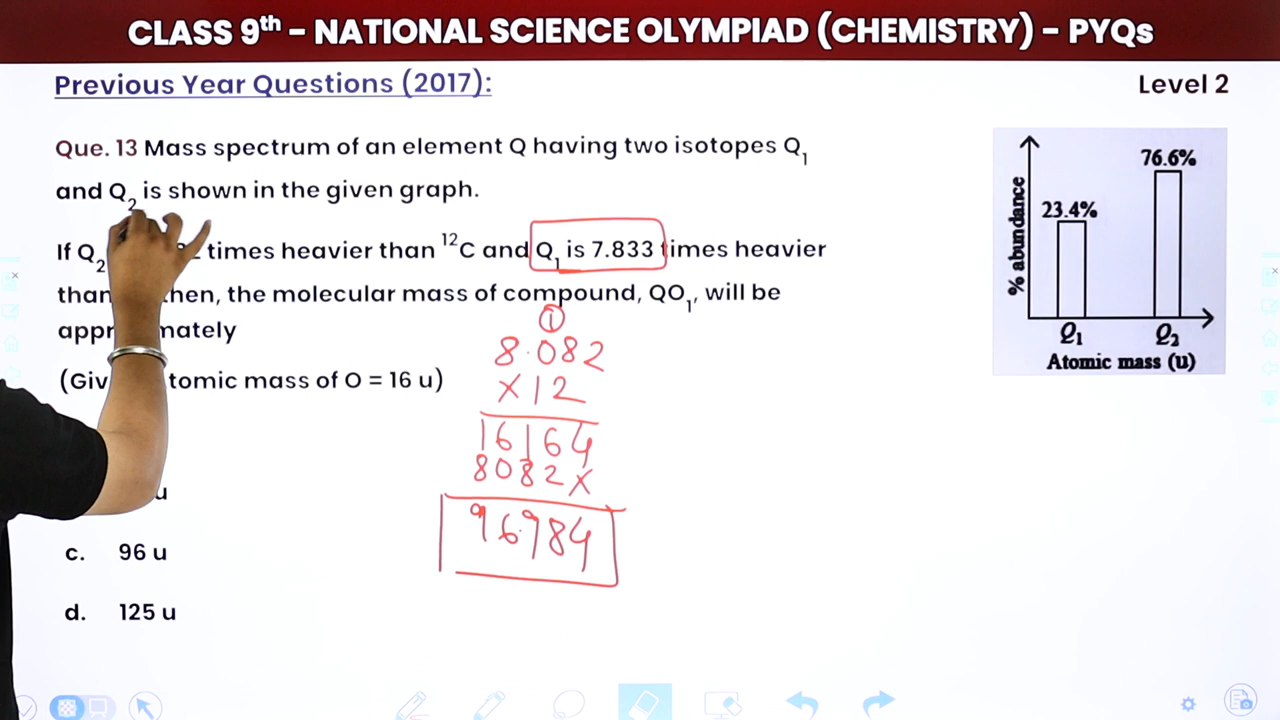 CLASS 9th – NATIONAL SCIENCE OLYMPIAD (CHEMISTRY) – PYQs
Previous Year Questions (2017):
Level 2
Que. 13 Mass spectrum of an element Q having two isotopes Q1
and Q2 is shown in the given graph.
If Q2 times heavier than 12C and Q1 is 7.833 times heavier
than then, the molecular mass of compound, QO1, will be
(Given atomic mass of O = 16 u)
u
c. 96 u
d. 125 u
1
8.082
×12
16164
8082×
96.984
% abundance
23.4%
76.6%
Q1 Q2
Atomic mass (u)